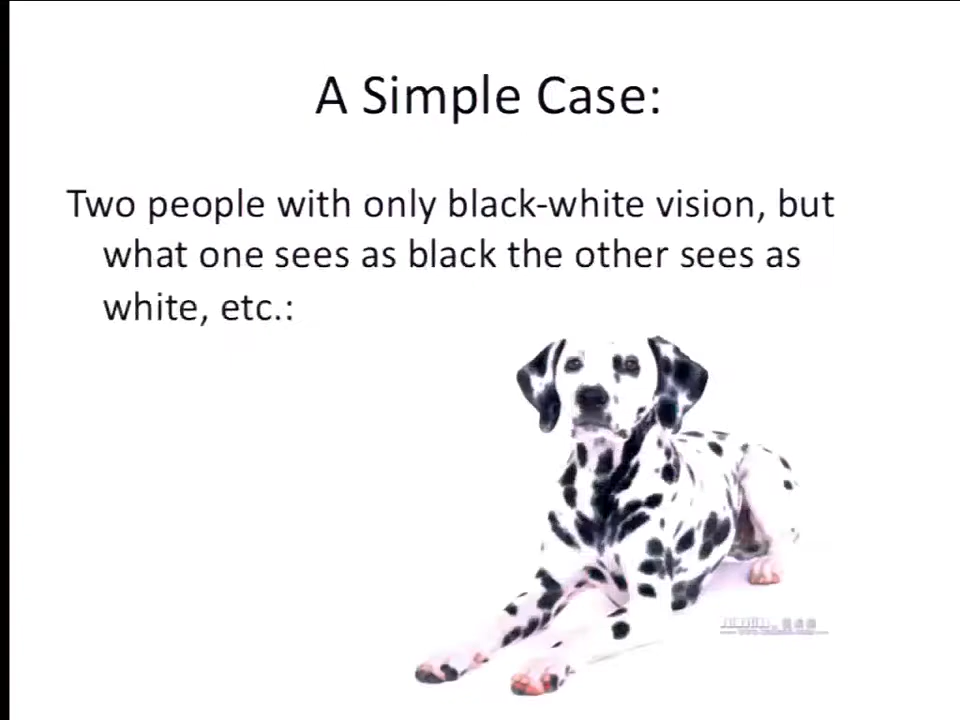 A Simple Case:
Two people with only black-white vision, but
what one sees as black the other sees as
white, etc.: